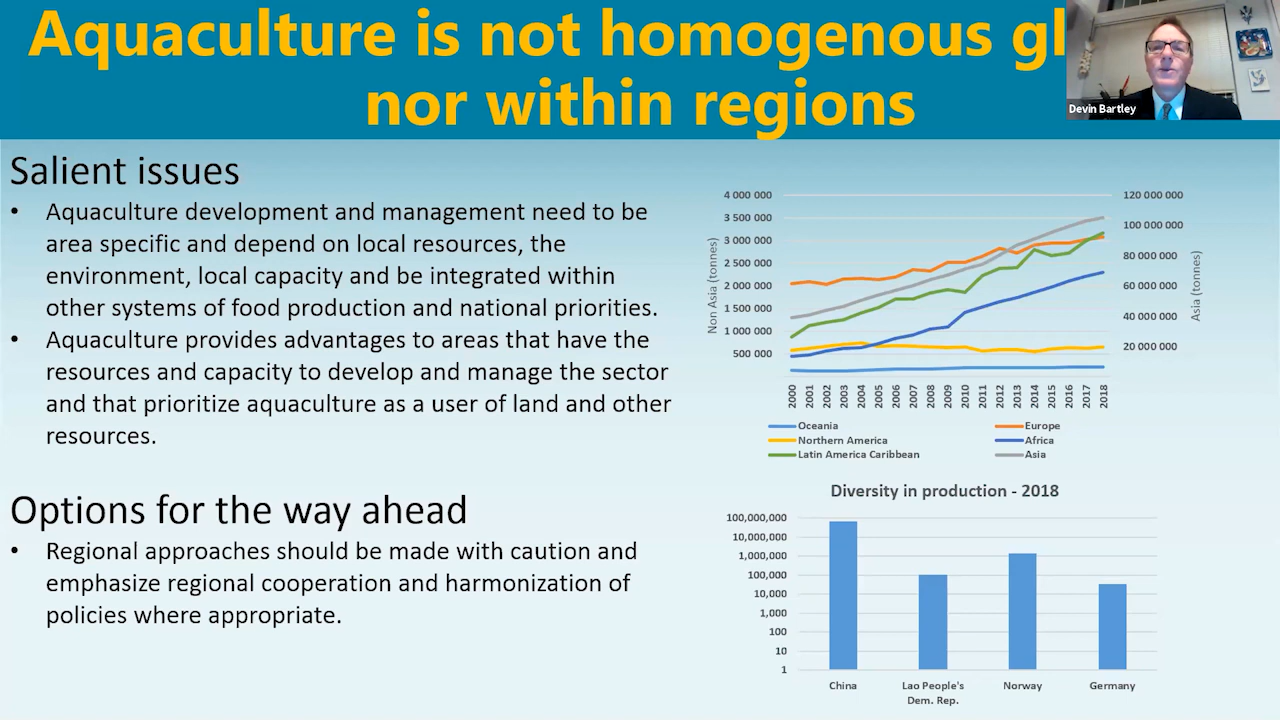 Aquaculture is not homogenous gl
nor within regions
Devin Bartley
Salient issues
• Aquaculture development and management need to be
area specific and depend on local resources, the
environment, local capacity and be integrated within
other systems of food production and national priorities.
• Aquaculture provides advantages to areas that have the
resources and capacity to develop and manage the sector
and that prioritize aquaculture as a user of land and other
resources.
Options for the way ahead
• Regional approaches should be made with caution and
emphasize regional cooperation and harmonization of
policies where appropriate.
Non Asia (tonnes)
4 000 000
3 500 000
3 000 000
2 500 000
2 000 000
1 500 000
1 000 000
500 000
120 000 000
100 000 000
80 000 000
60 000 000
40 000 000
20 000 000
Asia (tonnes)
2000 2001 2002 2003 2004 2005 2006 2007 2008 2009 2010 2011 2012 2013 2014 2015 2016 2017 2018
Oceania Europe
Northern America Africa
Latin America Caribbean Asia
Diversity in production - 2018
100,000,000
10,000,000
1,000,000
100,000
10,000
1,000
100
10
1
China Lao People's Norway Germany
Dem. Rep.